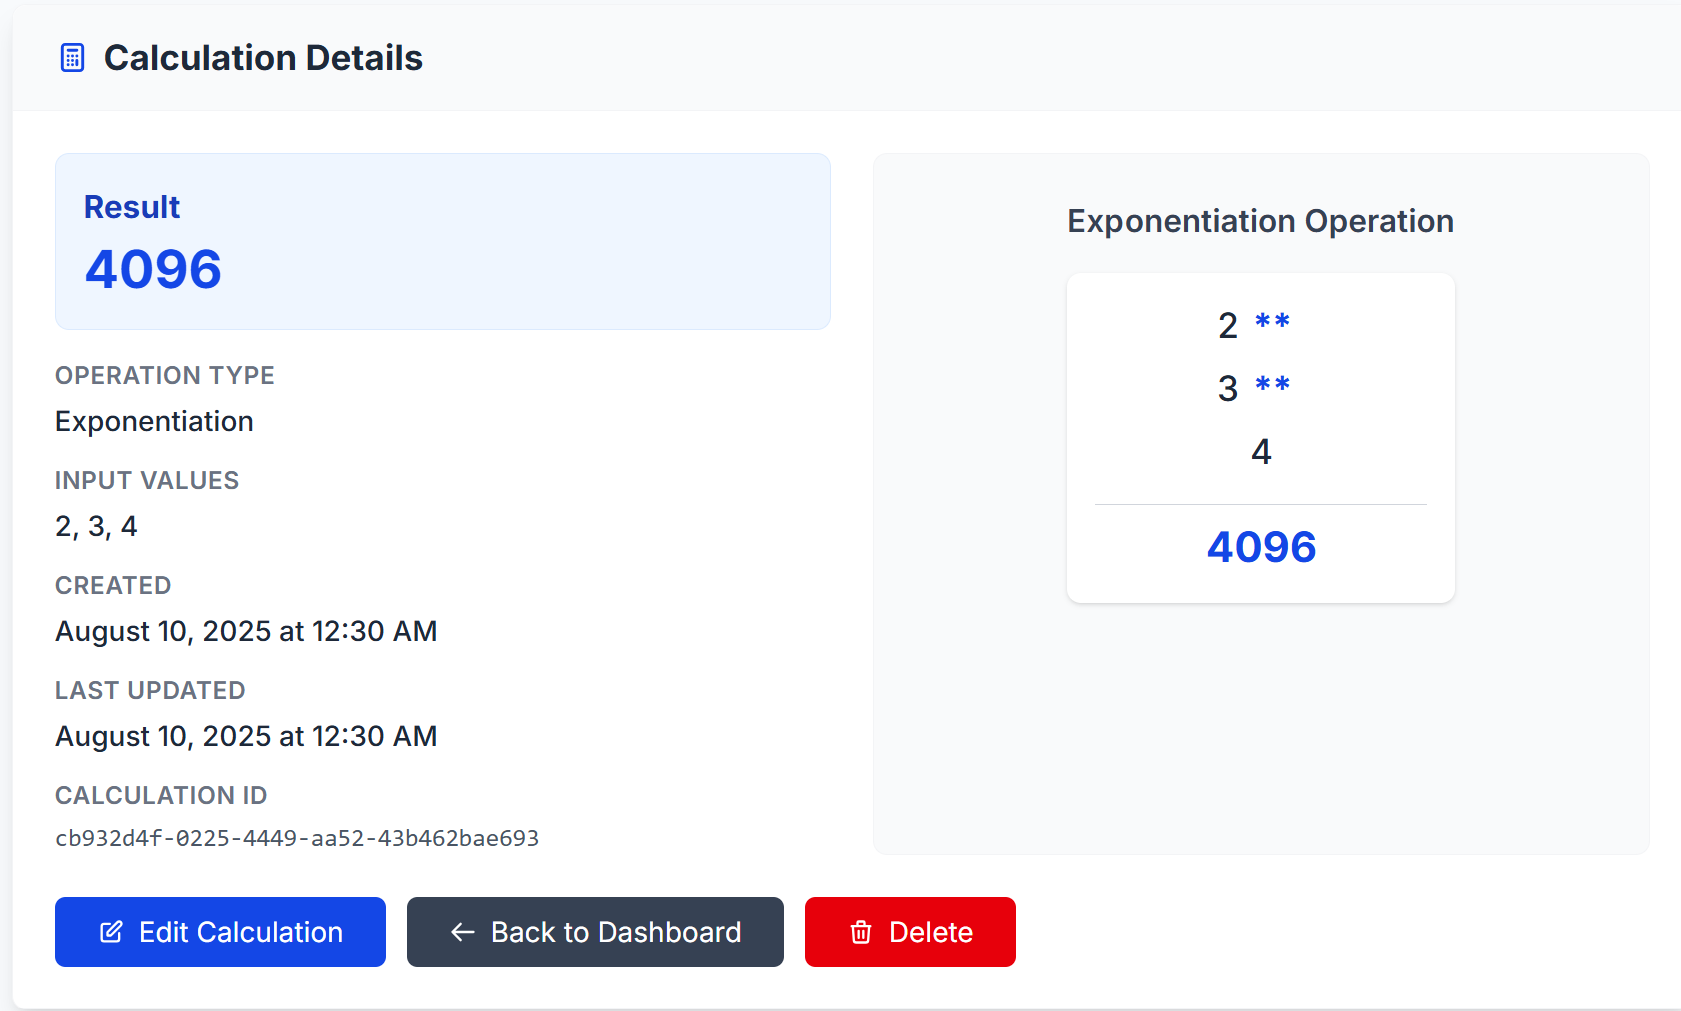 Calculation Details
Result
4096
OPERATION TYPE
Exponentiation
INPUT VALUES
2, 3, 4
CREATED
August 10, 2025 at 12:30 AM
LAST UPDATED
August 10, 2025 at 12:30 AM
CALCULATION ID
cb932d4f-0225-4449-aa52-43b462bae693
Exponentiation Operation
2 **
3 **
4
4096
Edit Calculation
Back to Dashboard
Delete